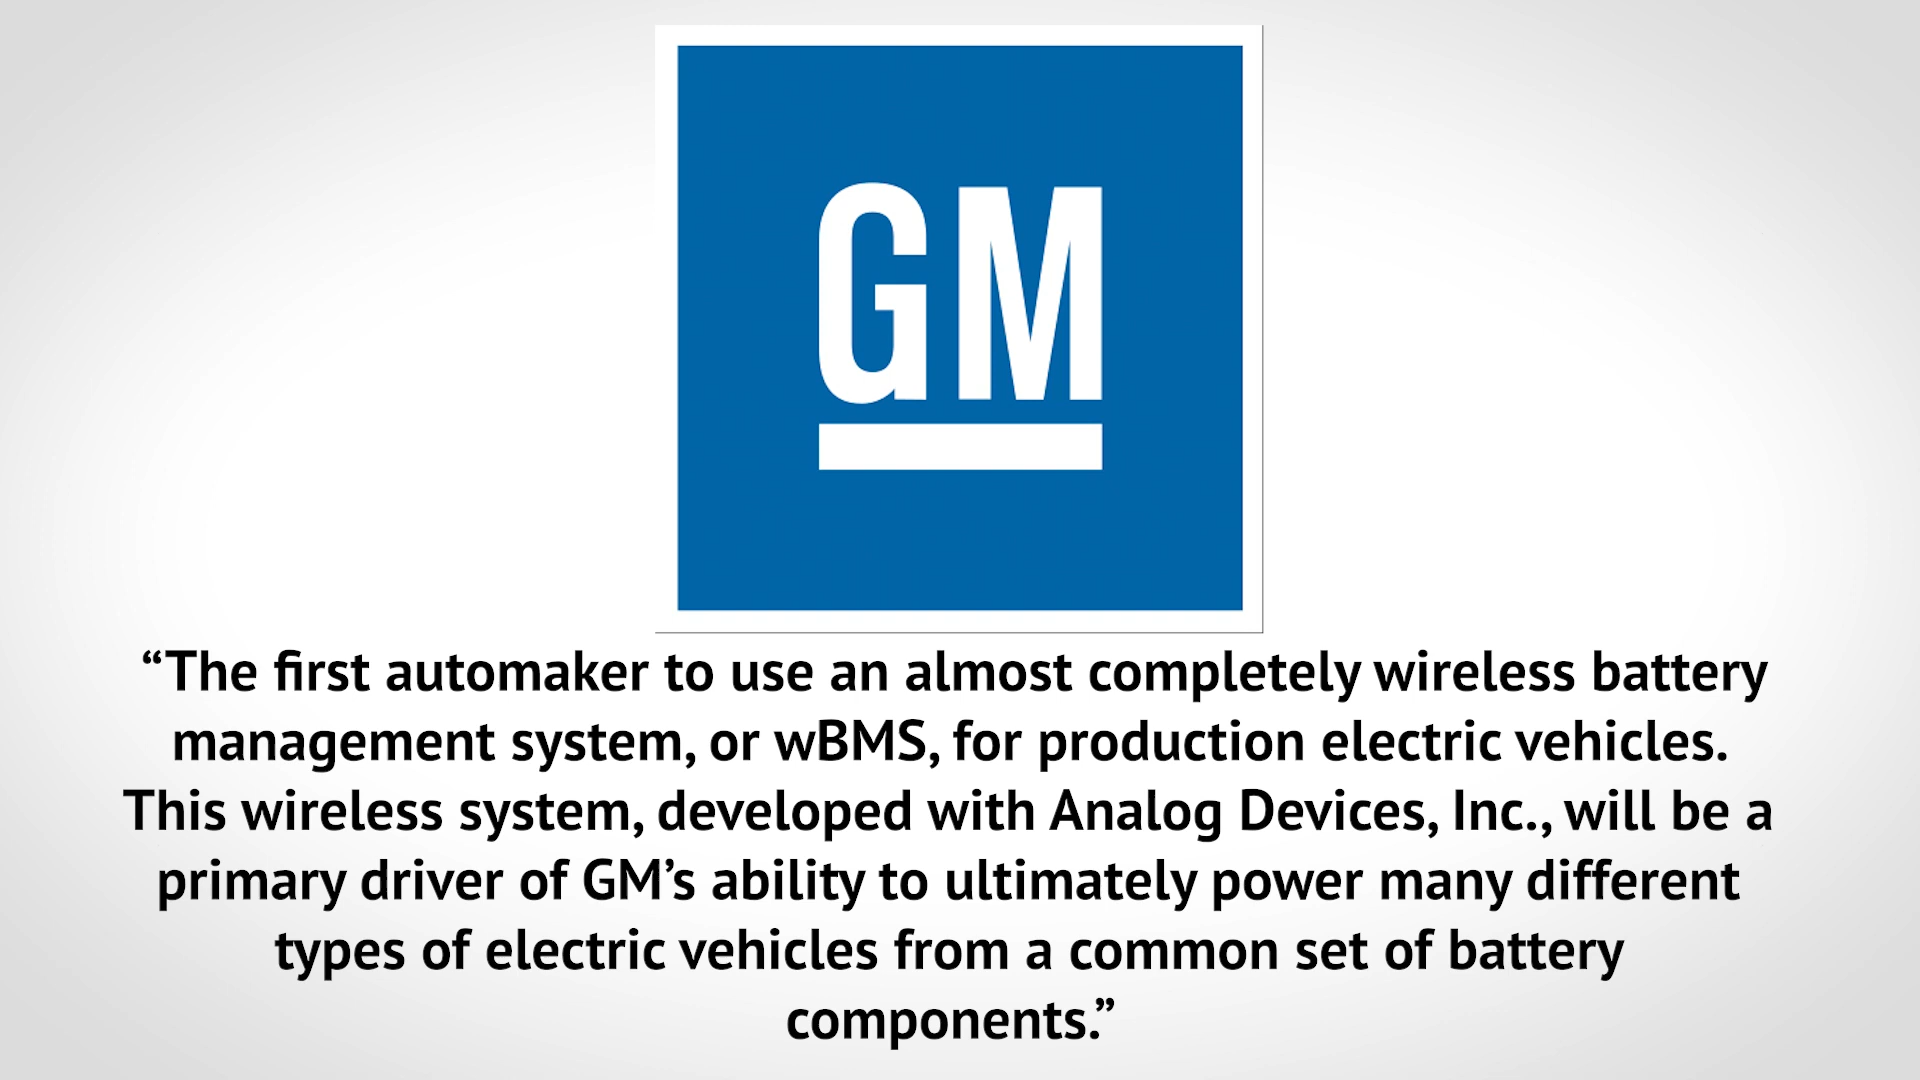 GM
“The first automaker to use an almost completely wireless battery
management system, or wBMS, for production electric vehicles.
This wireless system, developed with Analog Devices, Inc., will be a
primary driver of GM’s ability to ultimately power many different
types of electric vehicles from a common set of battery
components.”